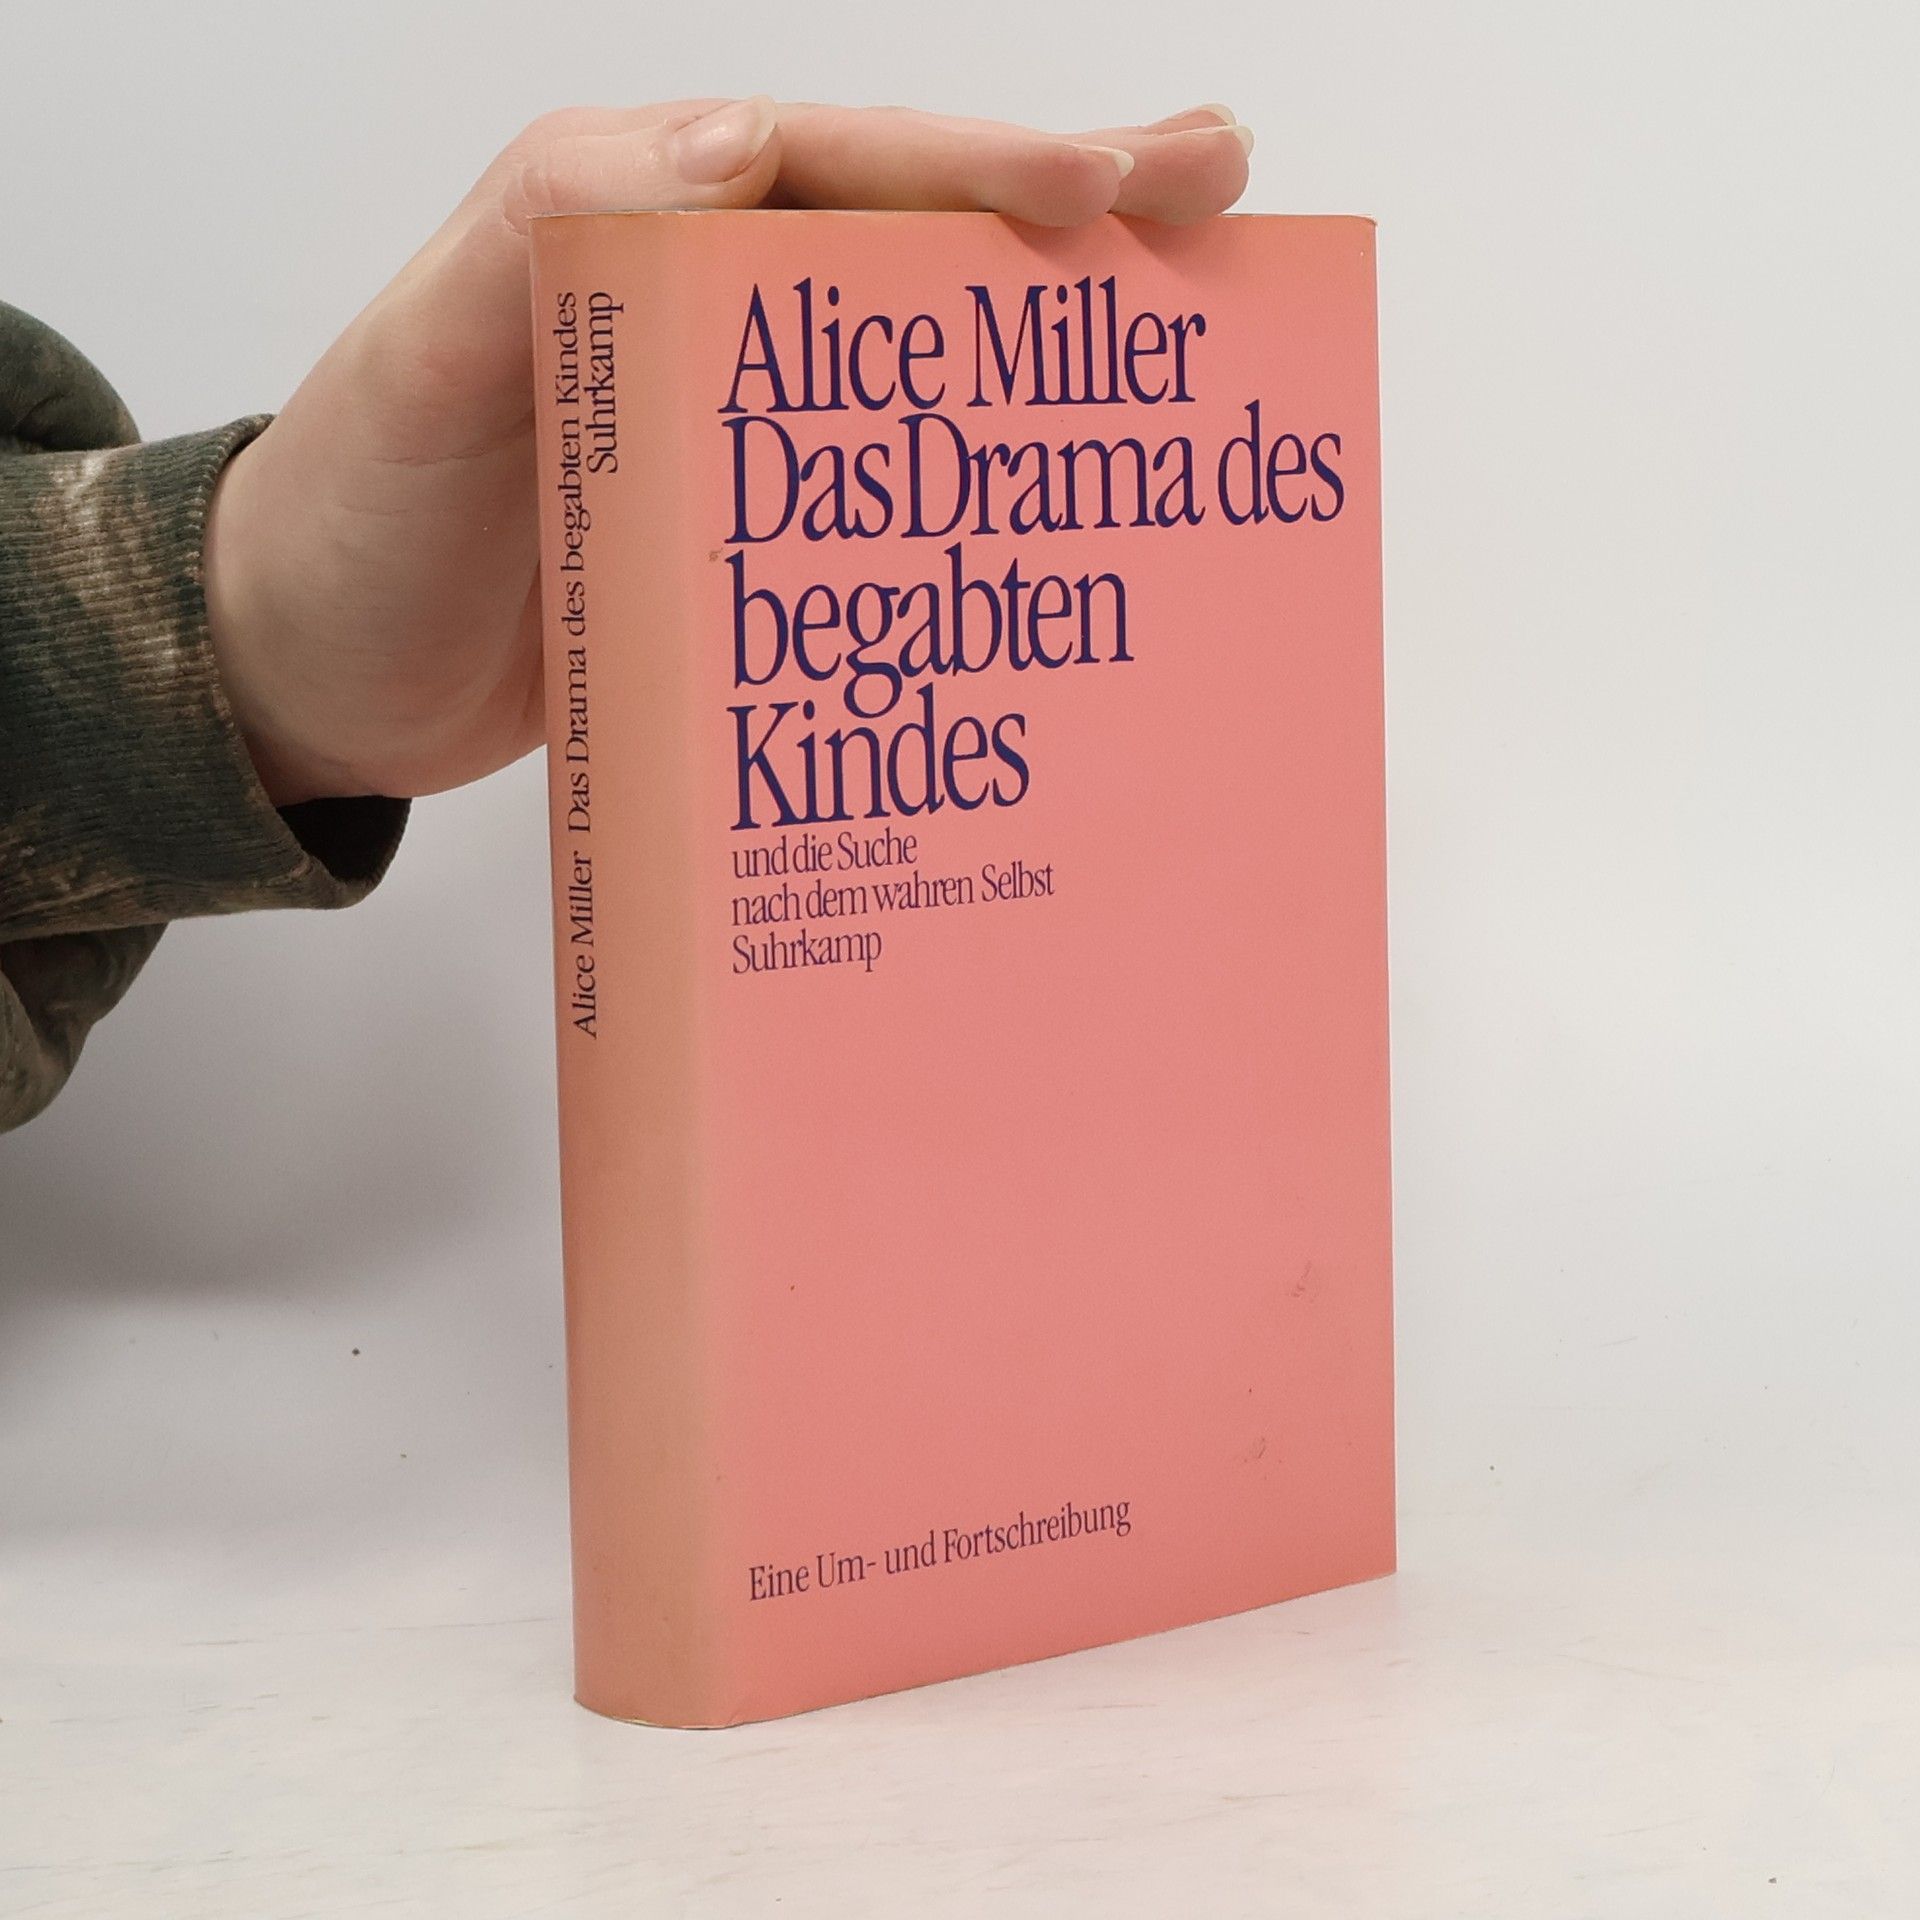 Alice Miller Das Drama des begabten Kindes
Suhrkamp
Alice Miller
Das Drama des
begabten
Kindes
und die Suche
nach dem wahren Selbst
Suhrkamp
Eine Um- und Fortschreibung